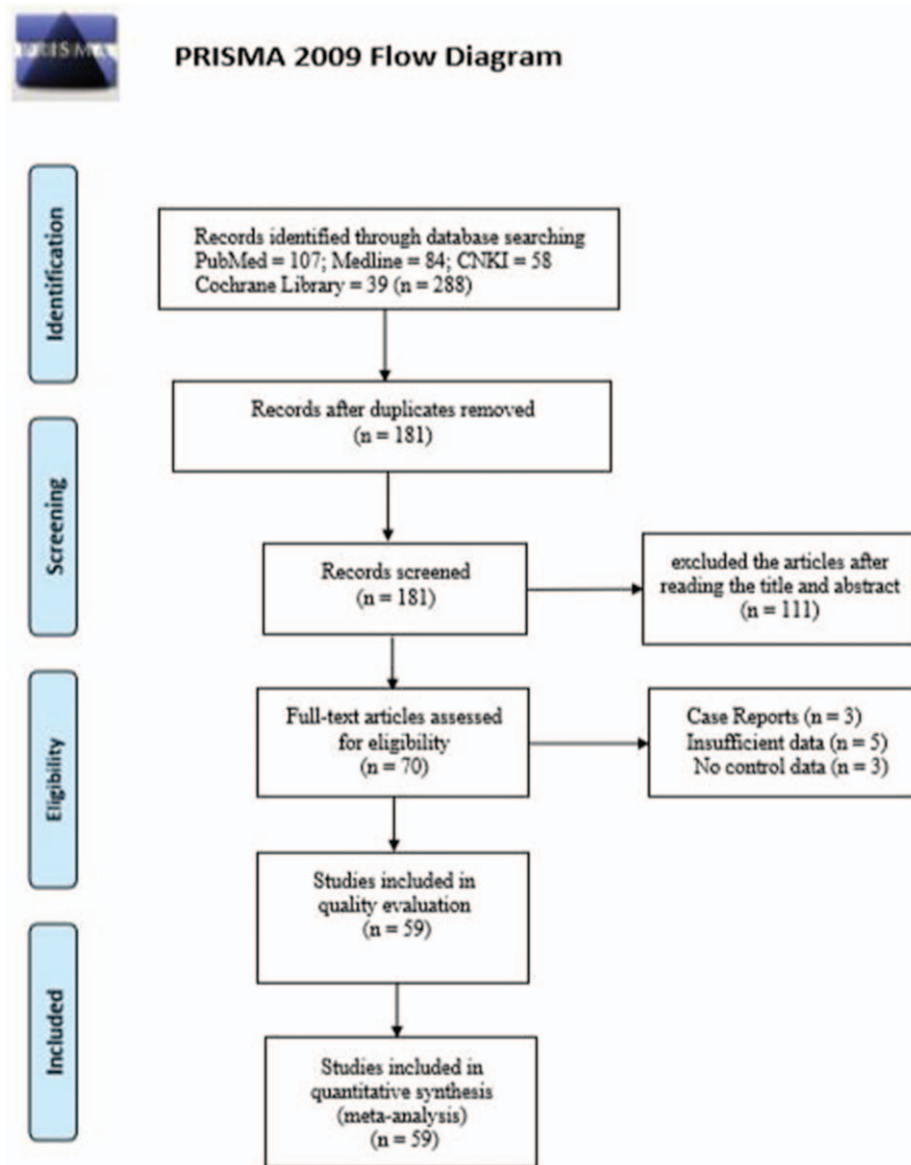 PRISMA
PRISMA 2009 Flow Diagram
Identification
Records identified through database searching
PubMed = 107; Medline = 84; CNKI = 58
Cochrane Library = 39 (n = 288)
Records after duplicates removed
(n = 181)
Screening
Records screened
(n = 181)
excluded the articles after
reading the title and abstract
(n = 111)
Eligibility
Full-text articles assessed
for eligibility
(n = 70)
Case Reports (n = 3)
Insufficient data (n = 5)
No control data (n = 3)
Studies included in
quality evaluation
(n = 59)
Included
Studies included in
quantitative synthesis
(meta-analysis)
(n = 59)